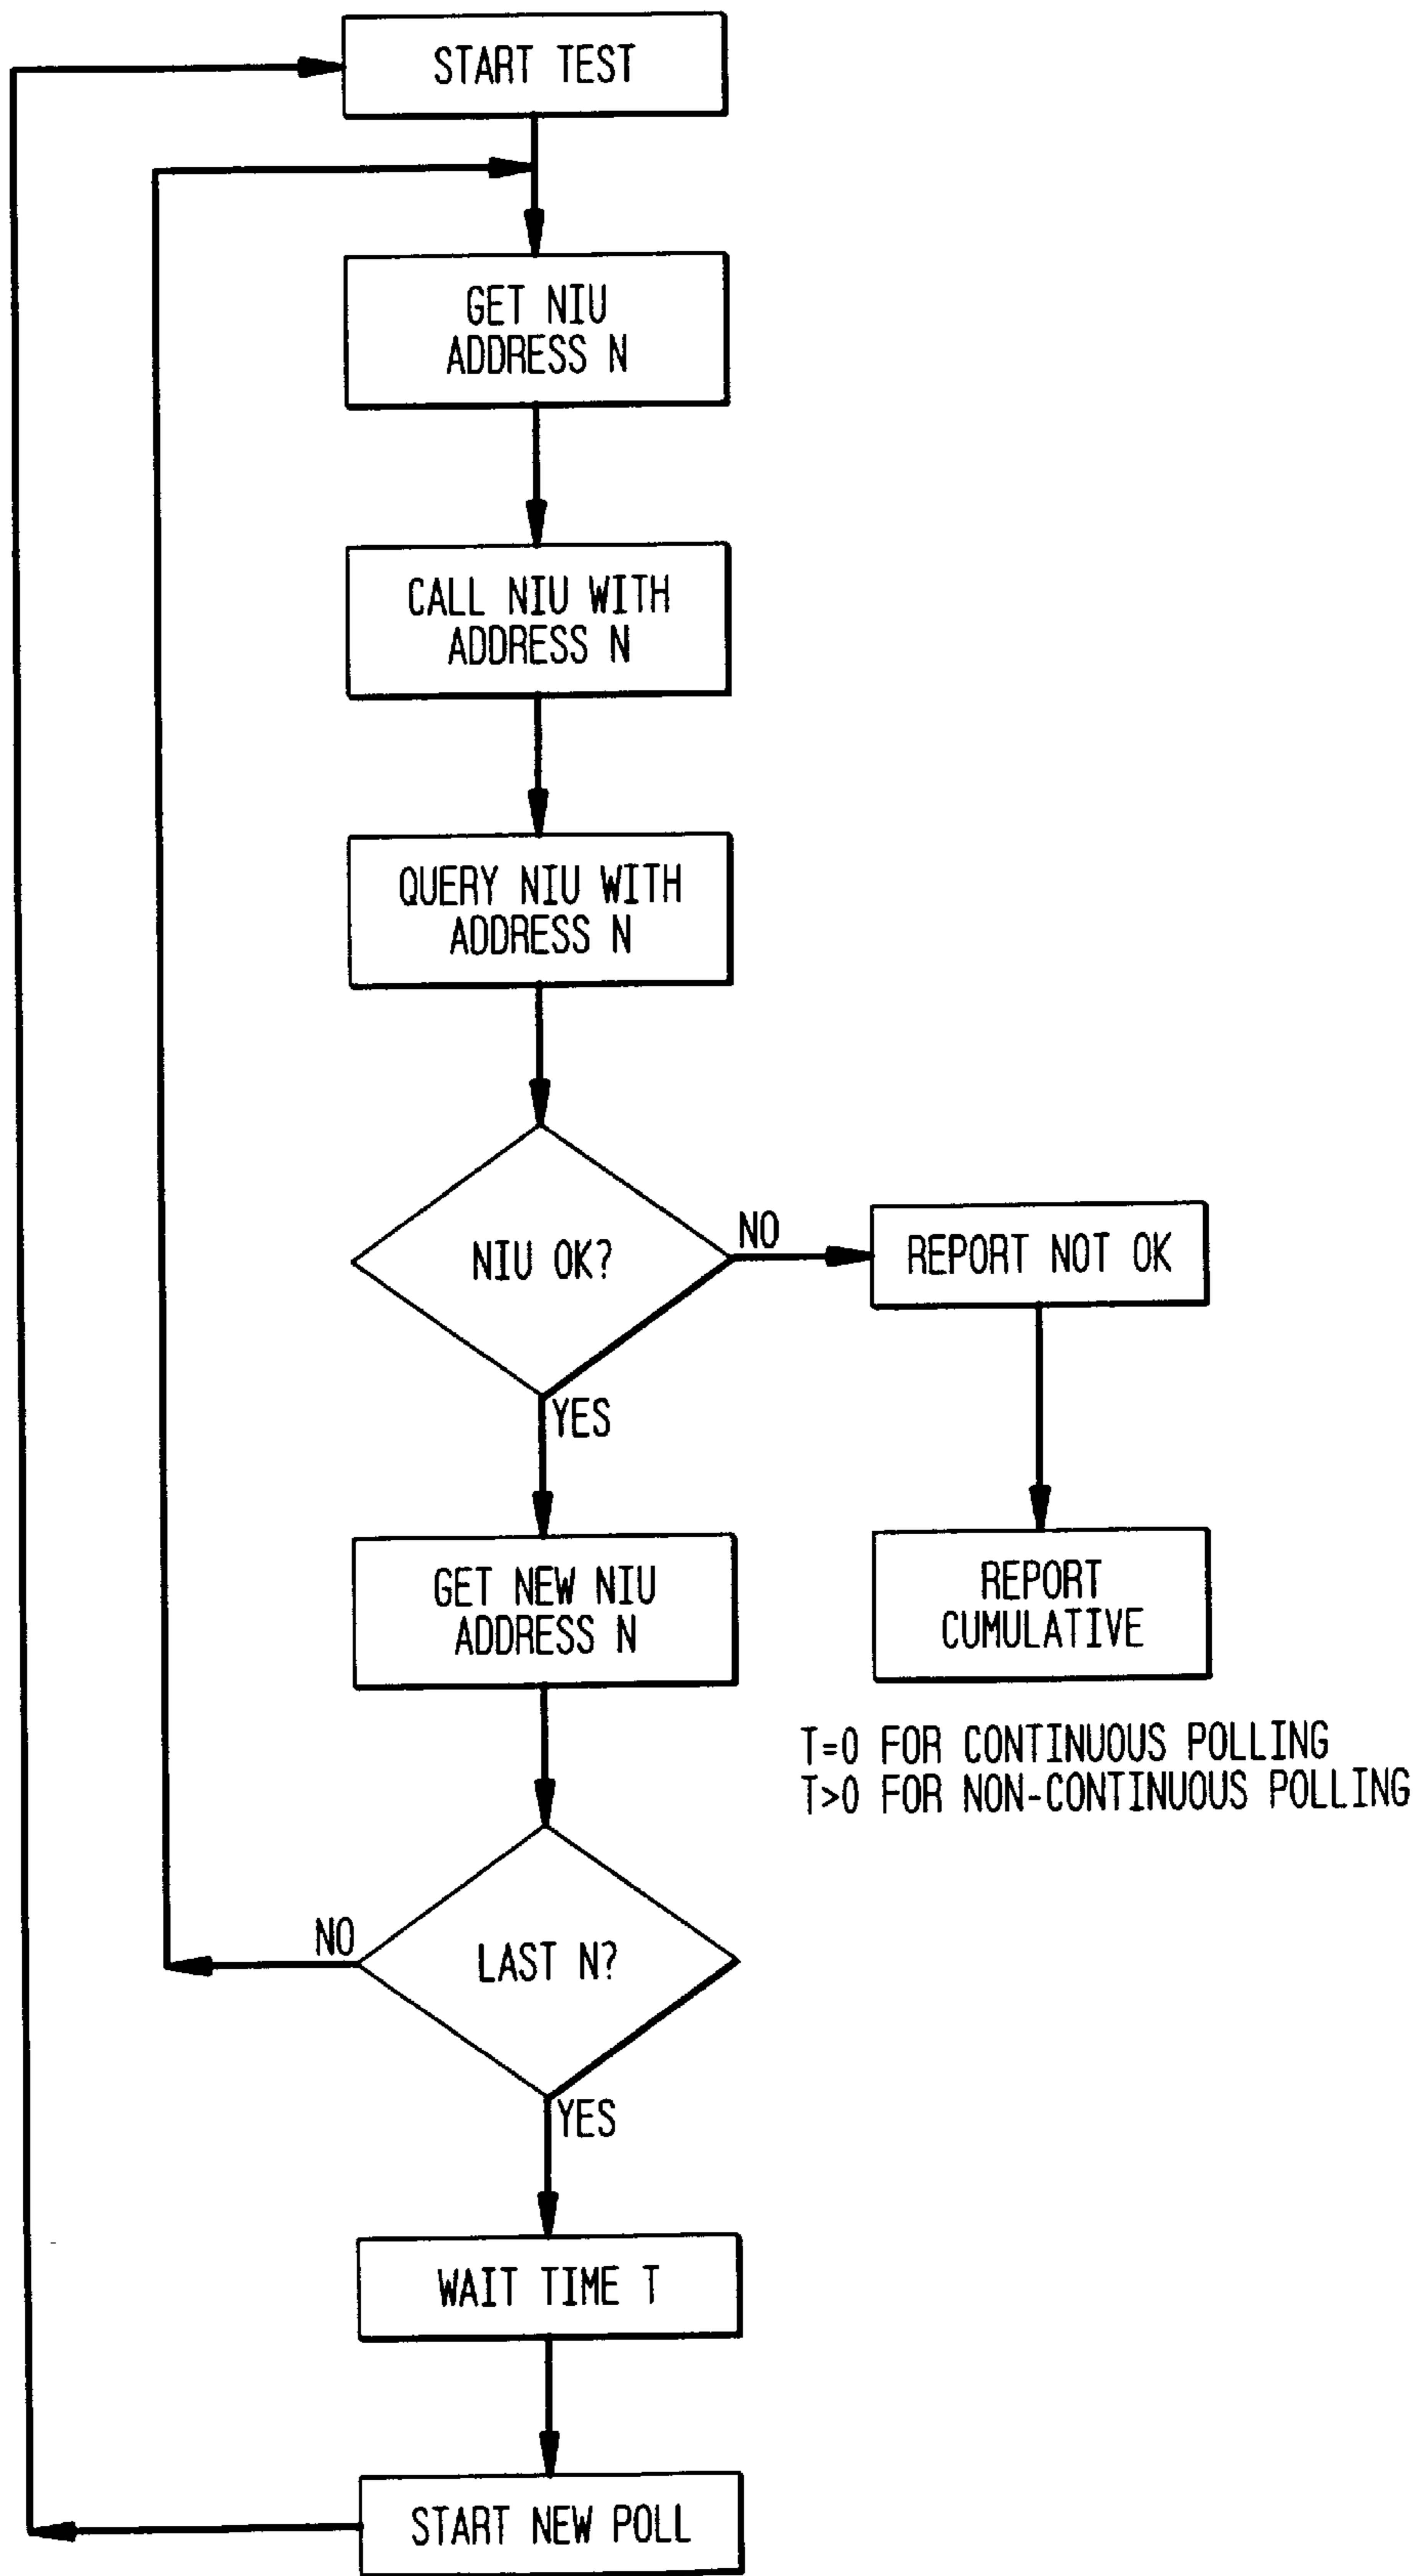 START TEST
GET NIU
ADDRESS N
CALL NIU WITH
ADDRESS N
QUERY NIU WITH
ADDRESS N
NIU OK?
NO
REPORT NOT OK
YES
GET NEW NIU
ADDRESS N
REPORT
CUMULATIVE
T=0 FOR CONTINUOUS POLLING
T>0 FOR NON-CONTINUOUS POLLING
NO
LAST N?
YES
WAIT TIME T
START NEW POLL